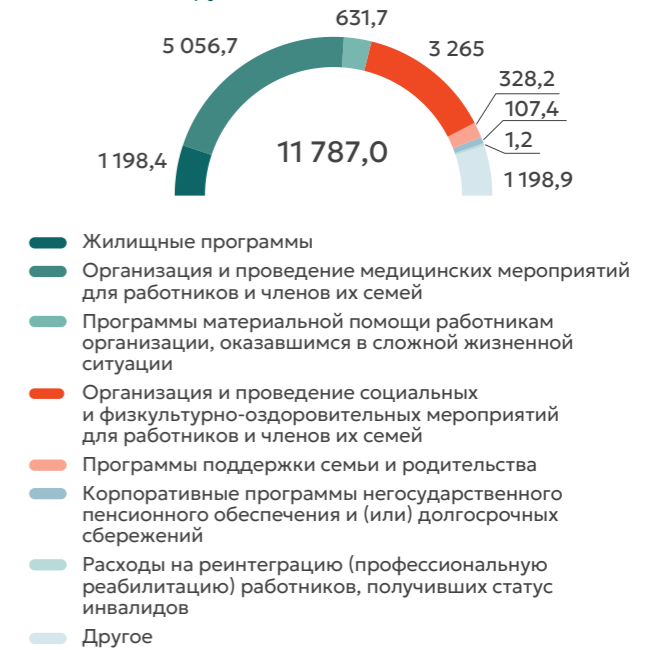 631,7
5 056,7
3 265
328,2
107,4
1,2
1 198,4
11 787,0
1 198,9
Жилищные программы
Организация и проведение медицинских мероприятий
для работников и членов их семей
Программы материальной помощи работникам
организации, оказавшимся в сложной жизненной
ситуации
Организация и проведение социальных
и физкультурно-оздоровительных мероприятий
для работников и членов их семей
Программы поддержки семьи и родительства
Корпоративные программы негосударственного
пенсионного обеспечения и (или) долгосрочных
сбережений
Расходы на реинтеграцию (профессиональную
реабилитацию) работников, получивших статус
инвалидов
Другое